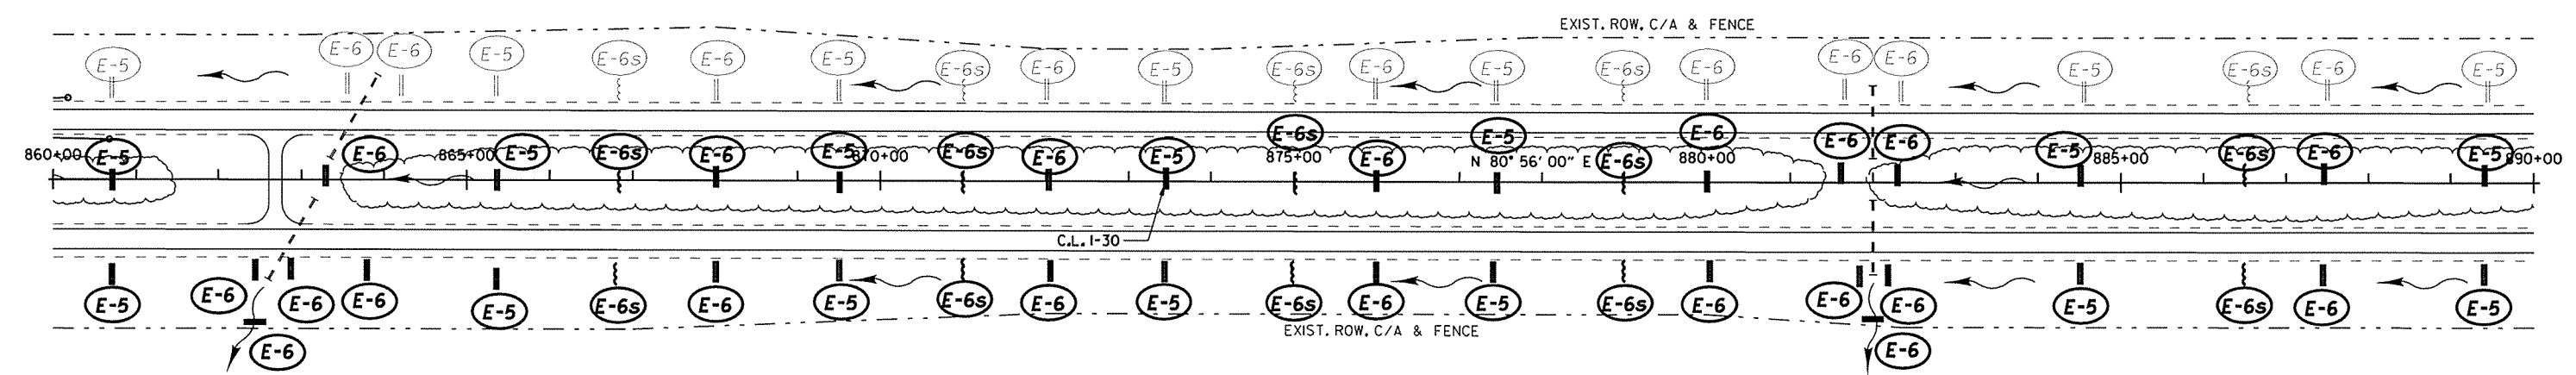 EXIST. ROW, C/A & FENCE
E-5 E-6 E-6 E-5 E-6s E-6 E-5 E-6s E-6 E-5 E-6s E-6 E-5 E-6s E-6 E-6 E-6 E-5 E-6s E-6 E-5
E-6s E-5 E-6
E-5 E-6 E-5 E-6s E-6 E-5 E-6s E-6 E-5 E-6 E-6s E-6 E-6 E-5 E-6s E-6 E-5
860+00 865+00 870+00 875+00 N 80° 56' 00" E 880+00 885+00 890+00
C.L. I-30
E-5 E-6 E-6 E-6 E-5 E-6s E-6 E-5 E-6s E-6 E-5 E-6s E-6 E-5 E-6s E-6 E-6 E-6 E-5 E-6s E-6 E-5
EXIST. ROW, C/A & FENCE
E-6 E-6